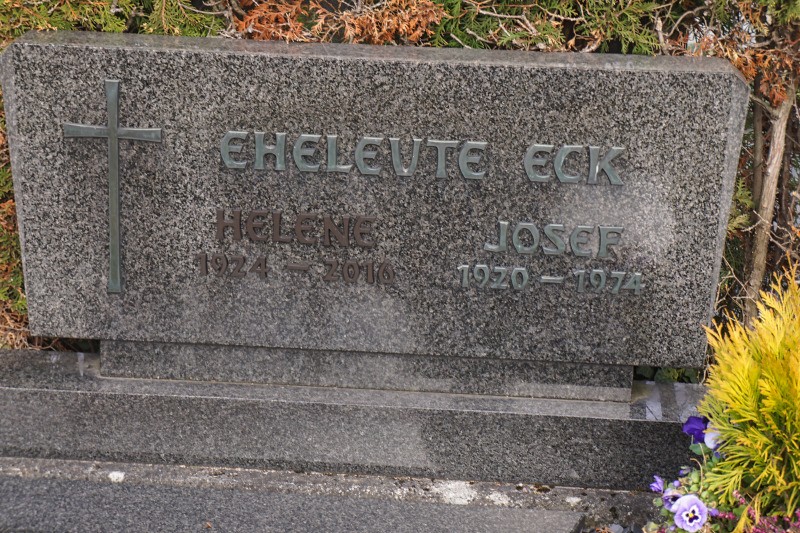 EHELEUTE ECK
HELENE JOSEF
1924 – 2016 1920 – 1974